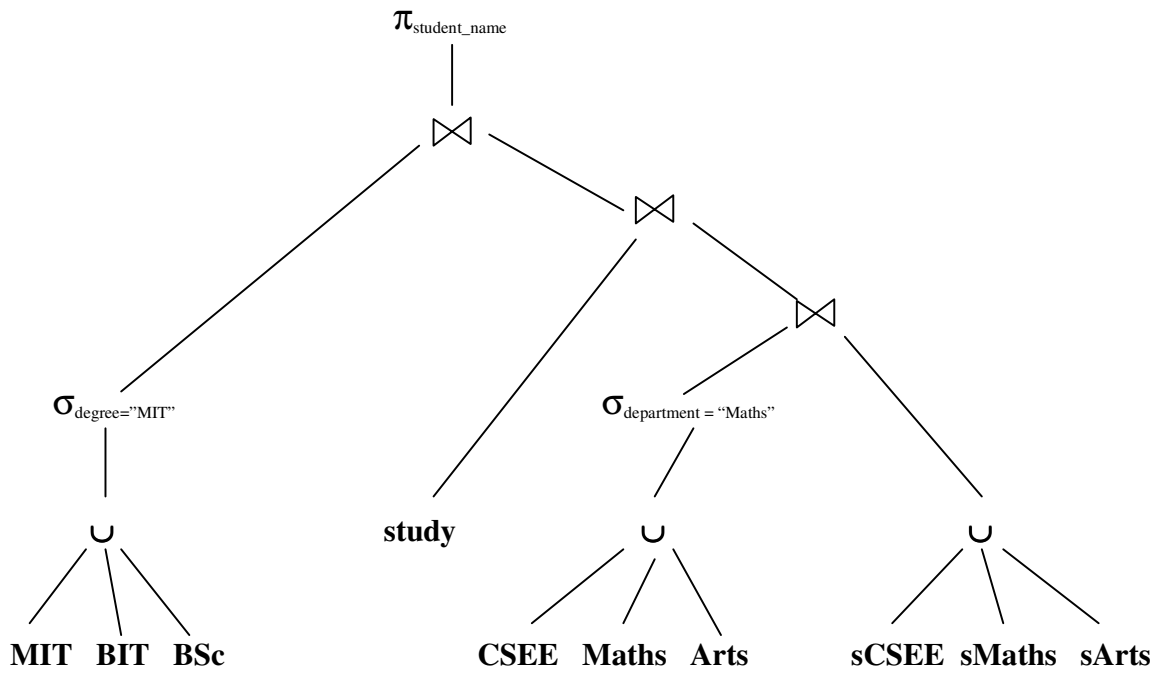 π student_name
⋈
⋈
⋈
σ degree=”MIT”
σ department = “Maths”
∪
study
∪
∪
MIT BIT BSc
CSEE Maths Arts
sCSEE sMaths sArts